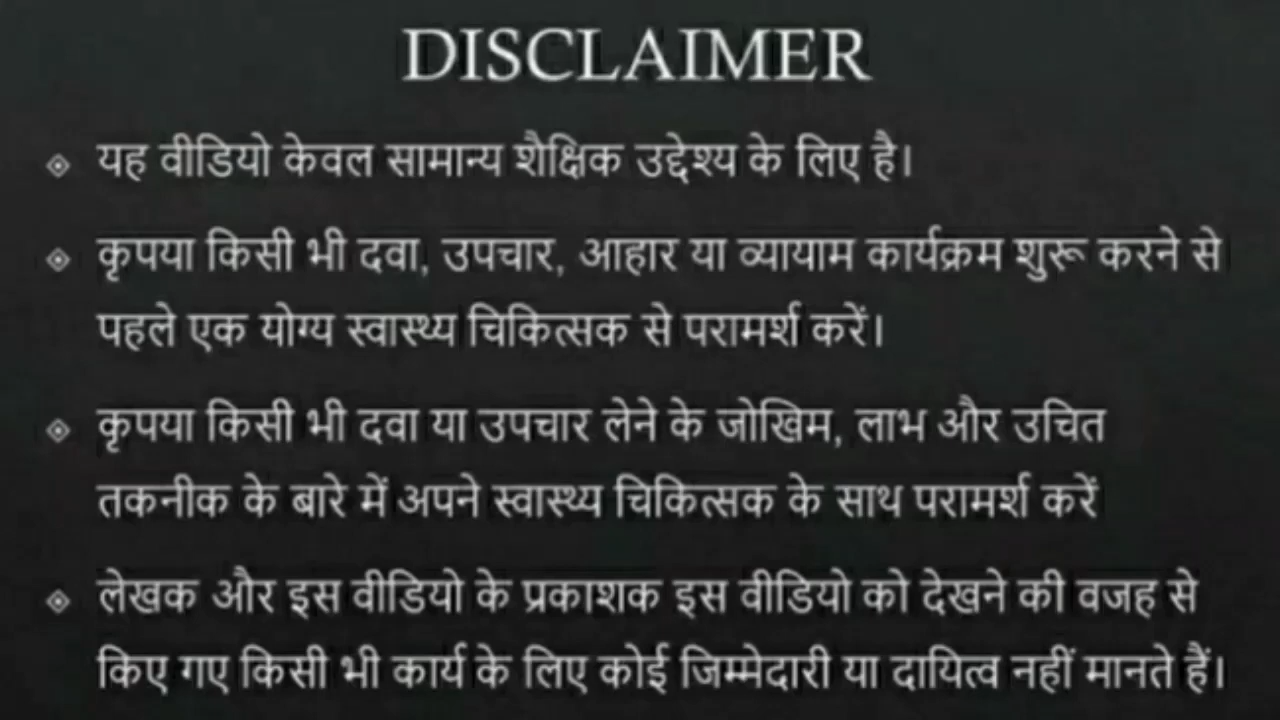 DISCLAIMER
यह वीडियो केवल सामान्य शैक्षिक उद्देश्य के लिए है।
कृपया किसी भी दवा, उपचार, आहार या व्यायाम कार्यक्रम शुरू करने से
पहले एक योग्य स्वास्थ्य चिकित्सक से परामर्श करें।
कृपया किसी भी दवा या उपचार लेने के जोखिम, लाभ और उचित
तकनीक के बारे में अपने स्वास्थ्य चिकित्सक के साथ परामर्श करें
लेखक और इस वीडियो के प्रकाशक इस वीडियो को देखने की वजह से
किए गए किसी भी कार्य के लिए कोई जिम्मेदारी या दायित्व नहीं मानते हैं।